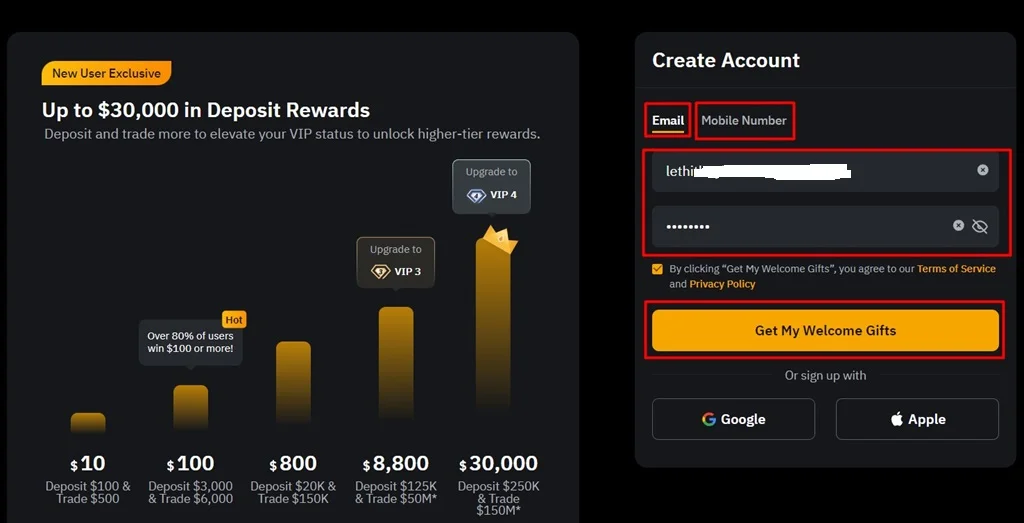 New User Exclusive
Up to $30,000 in Deposit Rewards
Deposit and trade more to elevate your VIP status to unlock higher-tier rewards.
Upgrade to
VIP 4
Upgrade to
VIP 3
Hot
Over 80% of users
win $100 or more!
$10
Deposit $100 &
Trade $500
$100
Deposit $3,000
& Trade $6,000
$800
Deposit $20K &
Trade $150K
$8,800
Deposit $125K
& Trade $50M*
$30,000
Deposit $250K
& Trade
$150M*
Create Account
Email
Mobile Number
lethi
••••••••
By clicking “Get My Welcome Gifts”, you agree to our Terms of Service
and Privacy Policy
Get My Welcome Gifts
Or sign up with
Google
Apple